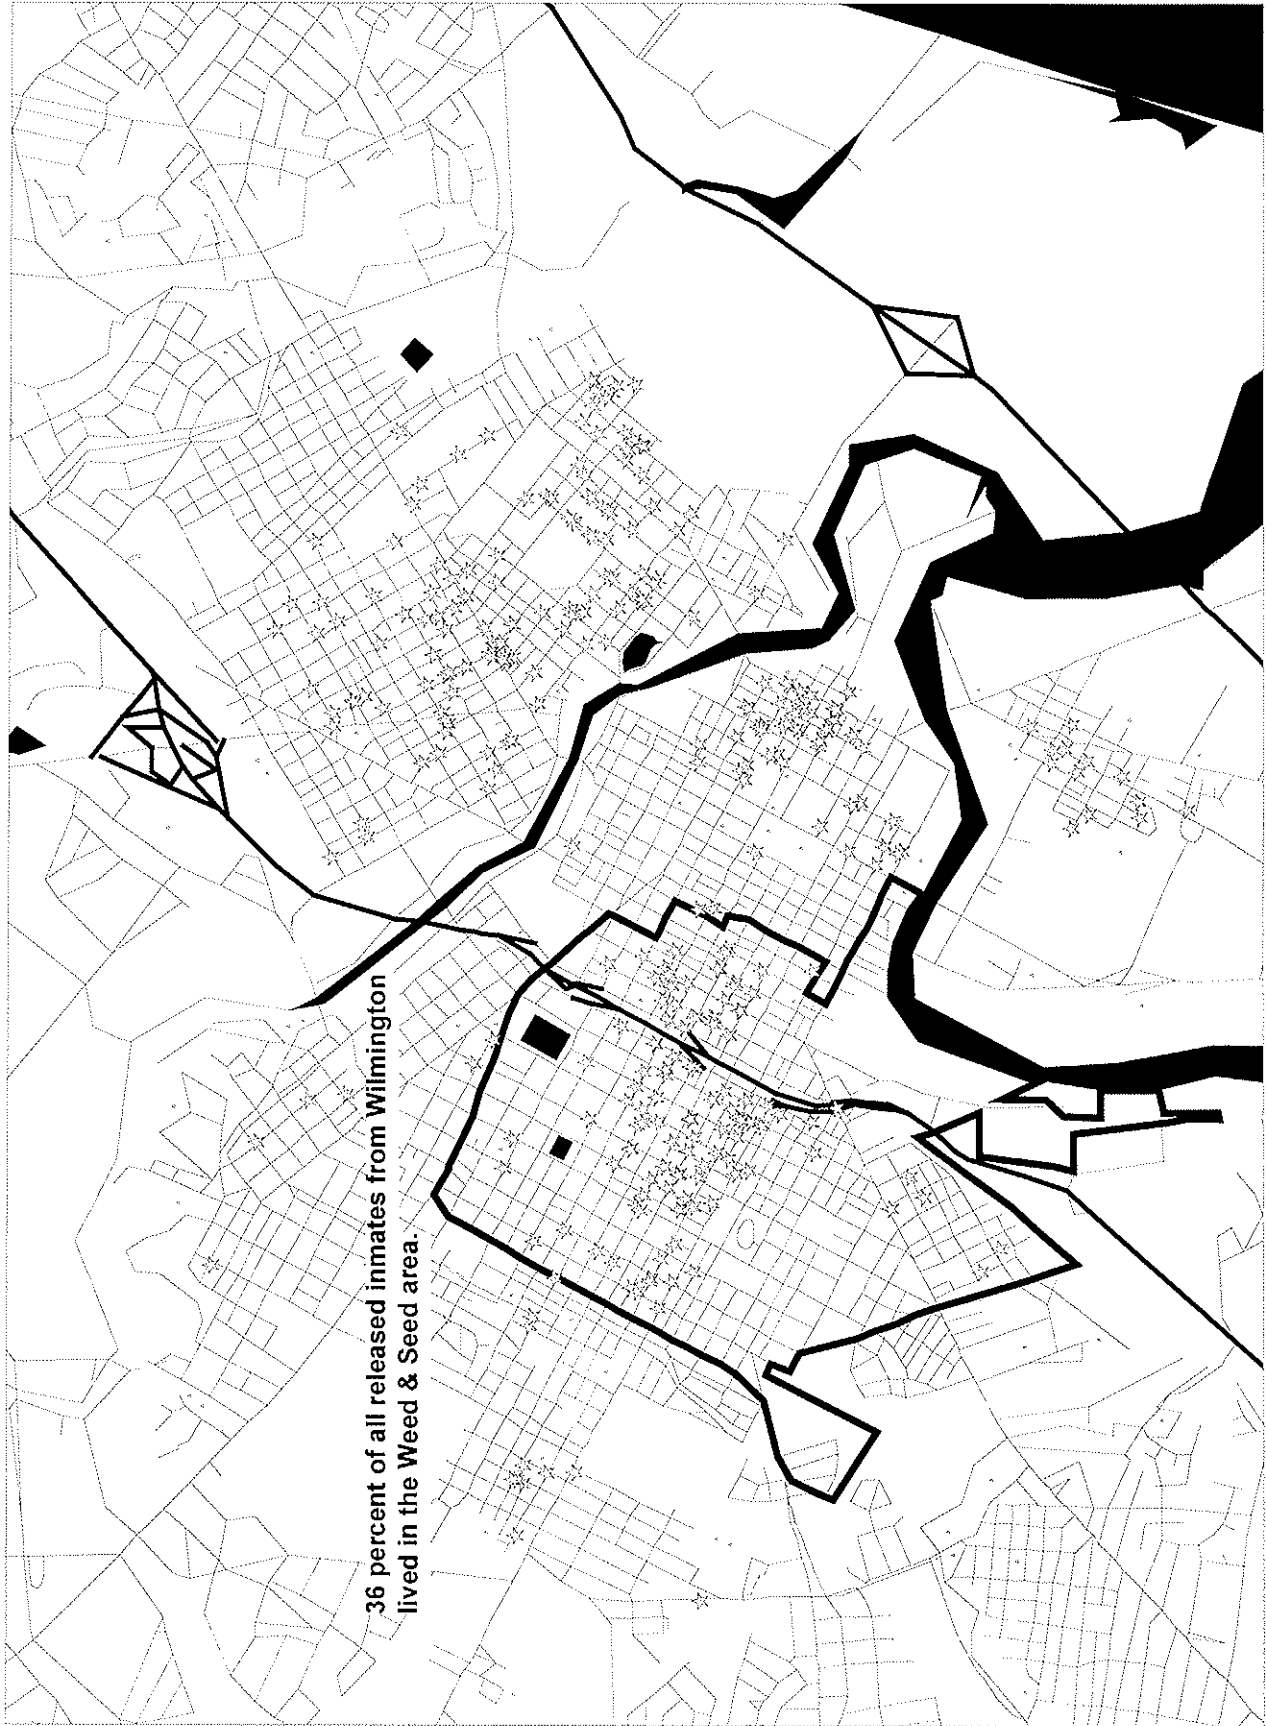 36 percent of all released inmates from Wilmington
lived in the Weed & Seed area.